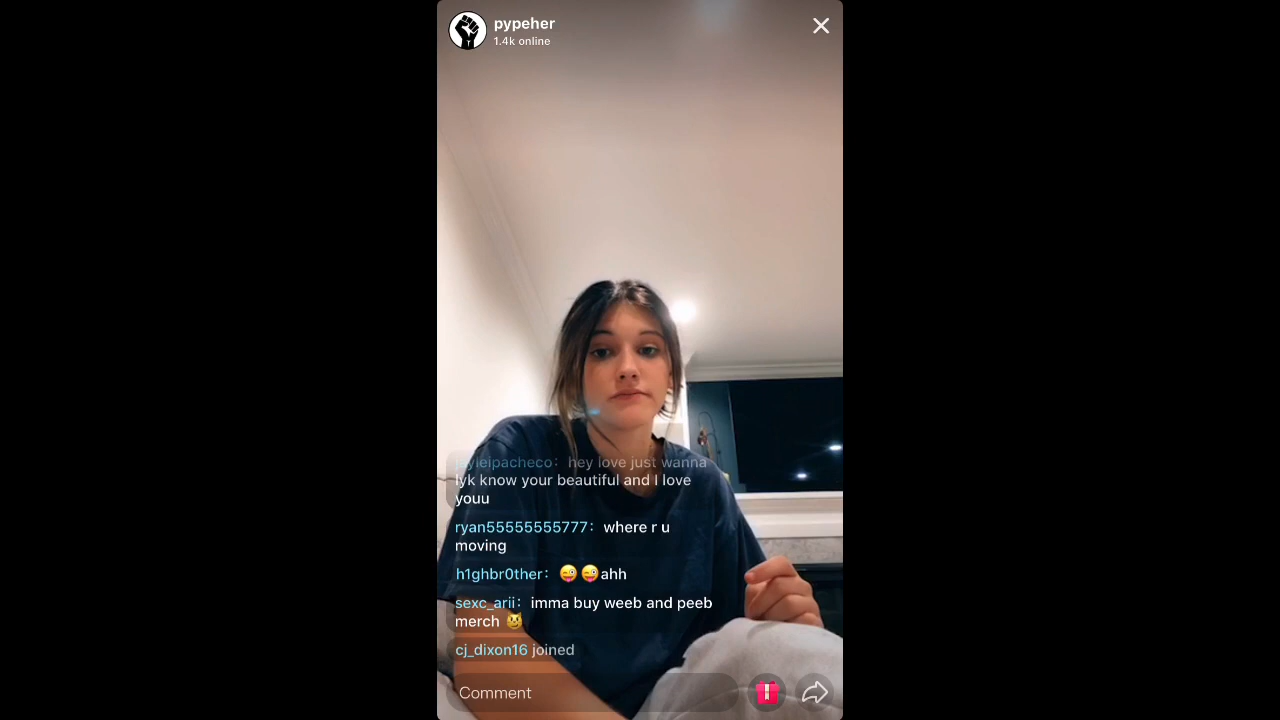 pypeher
1.4k online
jayleipacheco: hey love just wanna
lyk know your beautiful and I love
youu
ryan55555555777: where r u
moving
h1ghbr0ther: 😜😜ahh
sexc_arii: imma buy weeb and peeb
merch 😼
cj_dixon16 joined
Comment